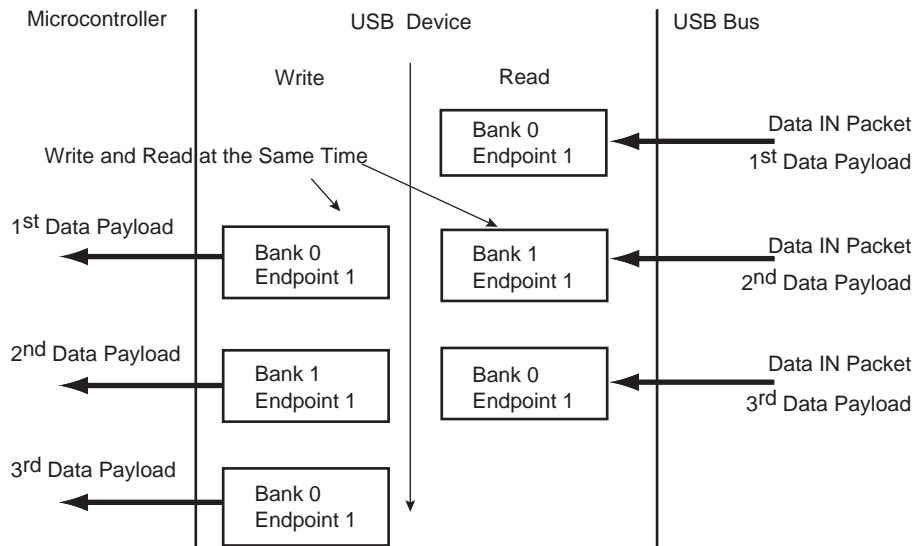 Microcontroller
USB Device
USB Bus
Write
Read
Bank 0
Endpoint 1
Data IN Packet
1st Data Payload
Write and Read at the Same Time
1st Data Payload
Bank 0
Endpoint 1
Bank 1
Endpoint 1
Data IN Packet
2nd Data Payload
2nd Data Payload
Bank 1
Endpoint 1
Bank 0
Endpoint 1
Data IN Packet
3rd Data Payload
3rd Data Payload
Bank 0
Endpoint 1